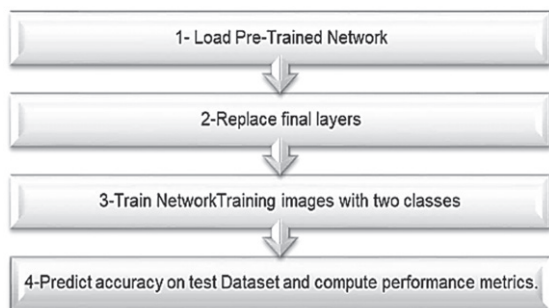 1- Load Pre-Trained Network
2-Replace final layers
3-Train NetworkTraining images with two classes
4-Predict accuracy on test Dataset and compute performance metrics.